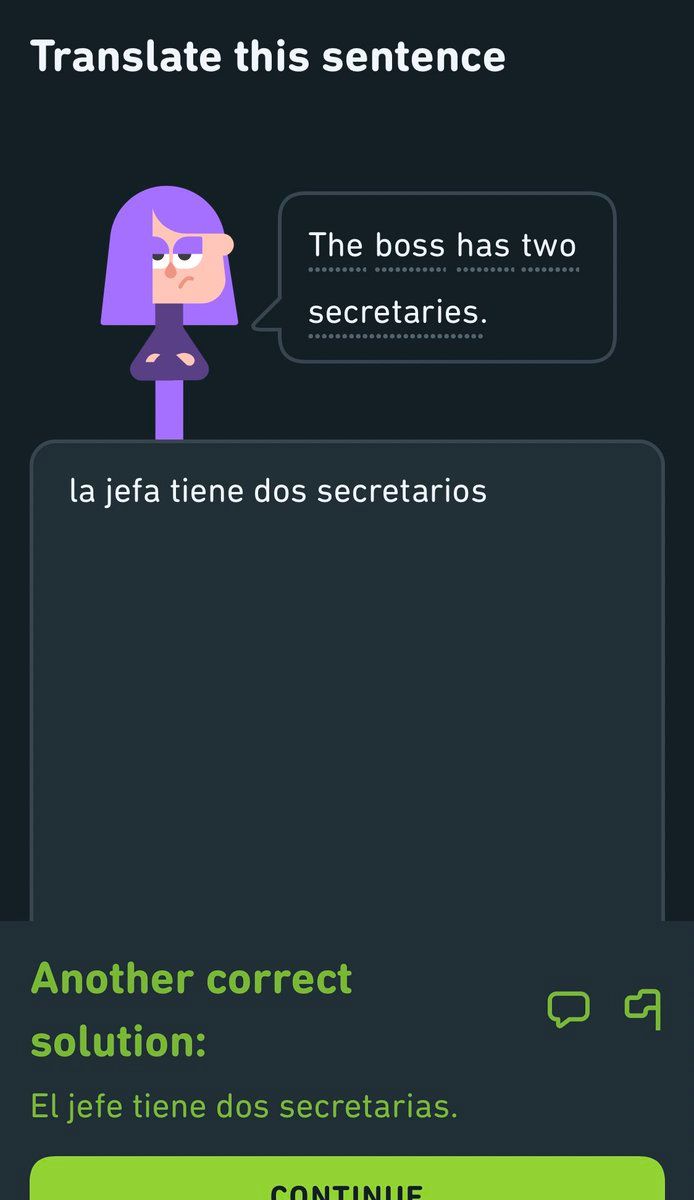 Translate this sentence
The boss has two
secretaries.
la jefa tiene dos secretarios
Another correct
solution:
El jefe tiene dos secretarias.
CONTINUE